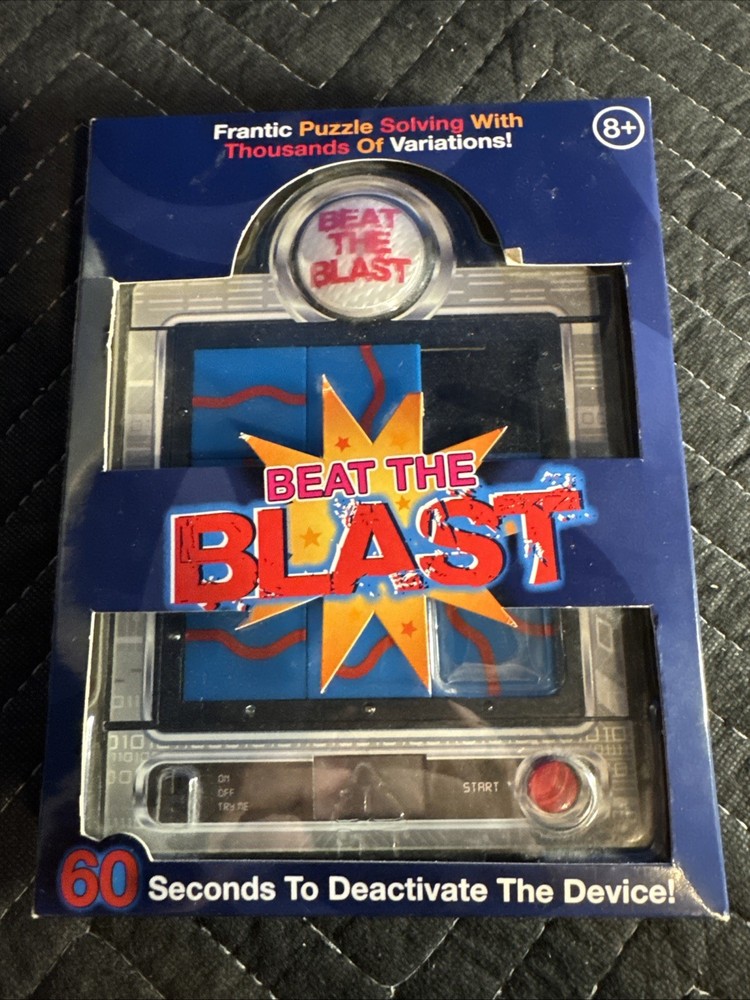 Frantic Puzzle Solving With
Thousands Of Variations!
8+
BEAT
THE
BLAST
BEAT THE
BLAST
ON
OFF
TRY ME
START
60 Seconds To Deactivate The Device!